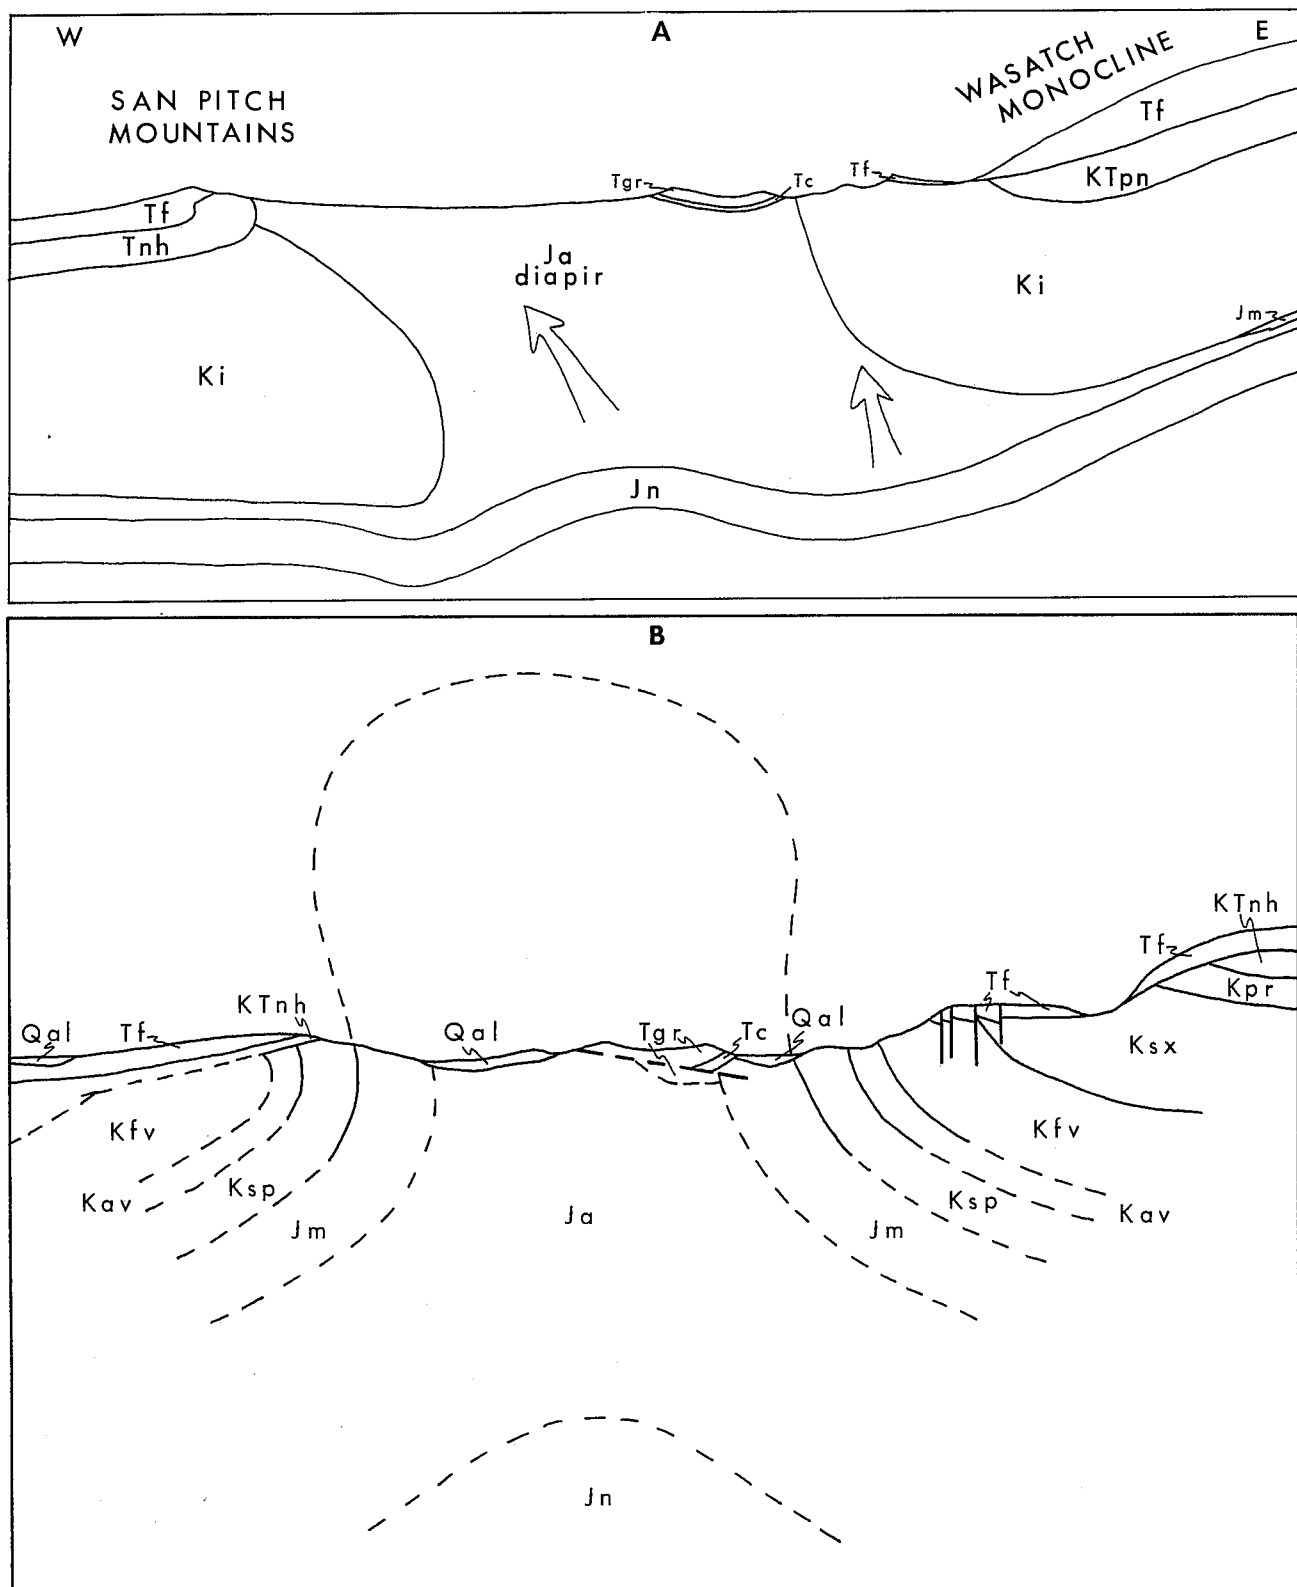 W
A
E
SAN PITCH
MOUNTAINS
WASATCH
MONOCLINE
Tf
KTpn
Tgr
Tc
Tf
Tf
Tnh
Ja
diapir
Ki
Jm
Ki
Jn
B
KTnh
Tf
Kpr
Tf
KTnh
Qal
Tf
Qal
Tgr
Tc
Qal
Ksx
Kfv
Kfv
Kav
Ksp
Jm
Ja
Jm
Ksp
Kav
Jn